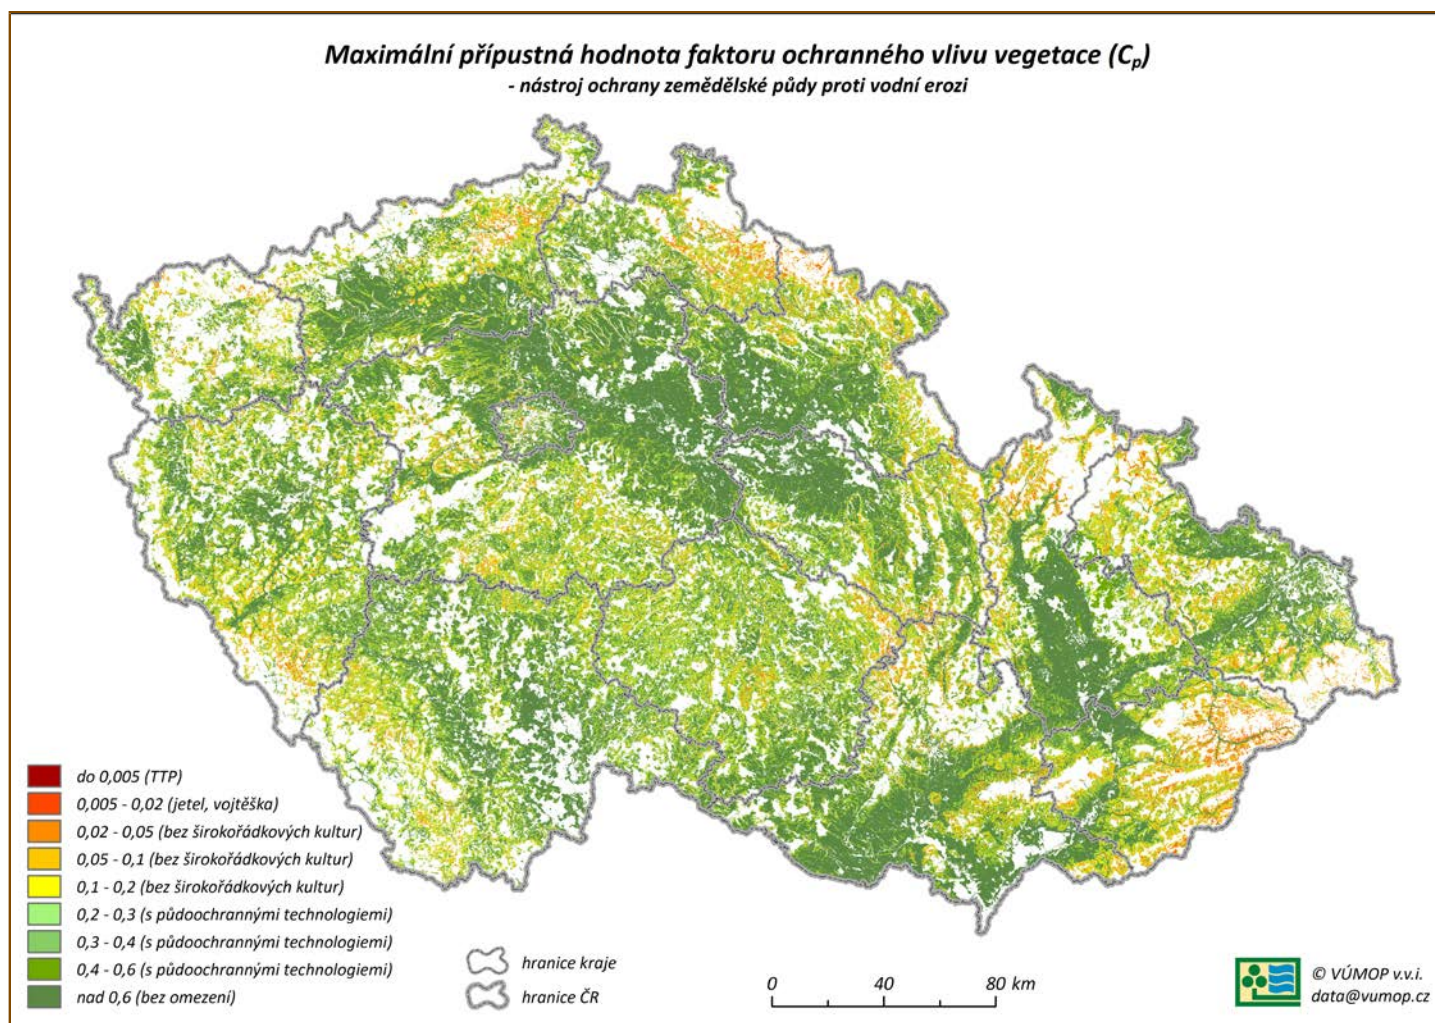 Maximální přípustná hodnota faktoru ochranného vlivu vegetace (Cₚ)
- nástroj ochrany zemědělské půdy proti vodní erozi
do 0,005 (TTP)
0,005 - 0,02 (jetel, vojtěška)
0,02 - 0,05 (bez širokořádkových kultur)
0,05 - 0,1 (bez širokořádkových kultur)
0,1 - 0,2 (bez širokořádkových kultur)
0,2 - 0,3 (s půdoochrannými technologiemi)
0,3 - 0,4 (s půdoochrannými technologiemi)
0,4 - 0,6 (s půdoochrannými technologiemi)
nad 0,6 (bez omezení)
hranice kraje
hranice ČR
0 40 80 km
© VÚMOP v.v.i.
data@vumop.cz